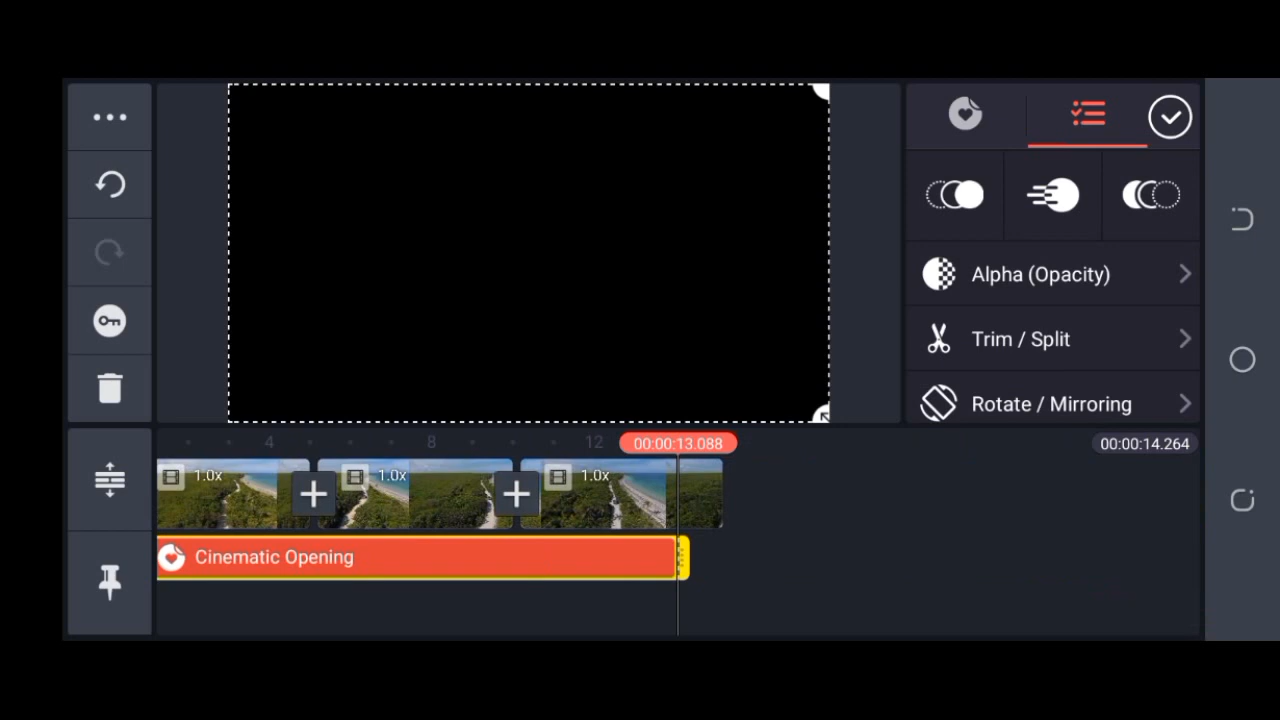 Alpha (Opacity)
Trim / Split
Rotate / Mirroring
4 8 12 00:00:13.088 00:00:14.264
1.0x 1.0x 1.0x
Cinematic Opening